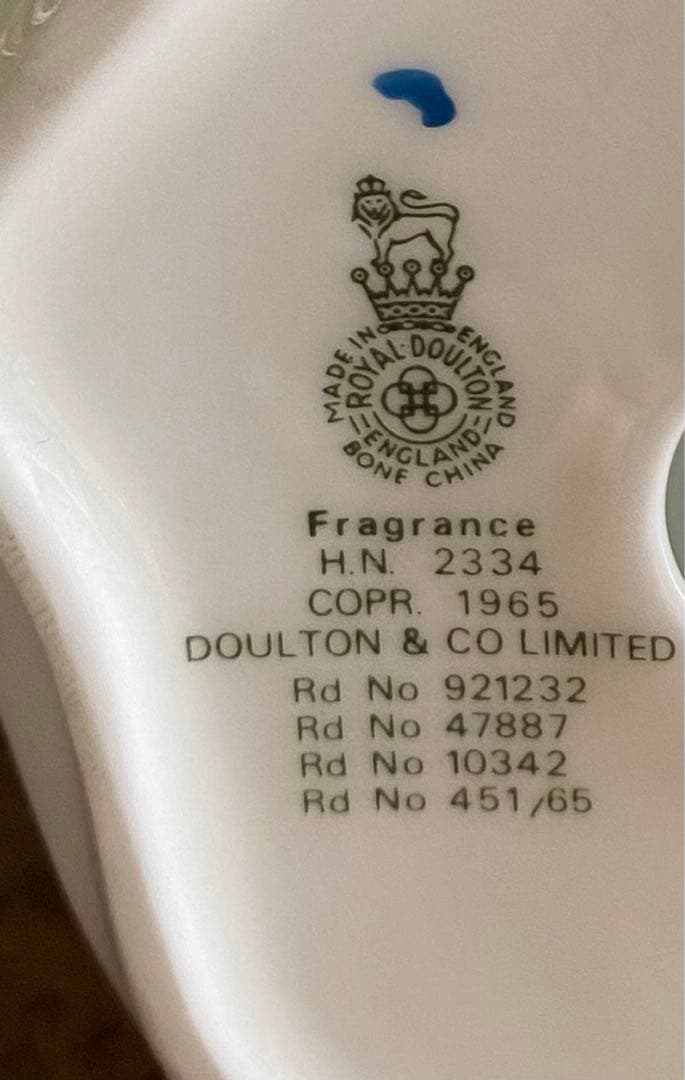 MADE IN ENGLAND
ROYAL·DOULTON
ENGLAND
BONE CHINA
Fragrance
H.N. 2334
COPR. 1965
DOULTON & CO LIMITED
Rd No 921232
Rd No 47887
Rd No 10342
Rd No 451/65